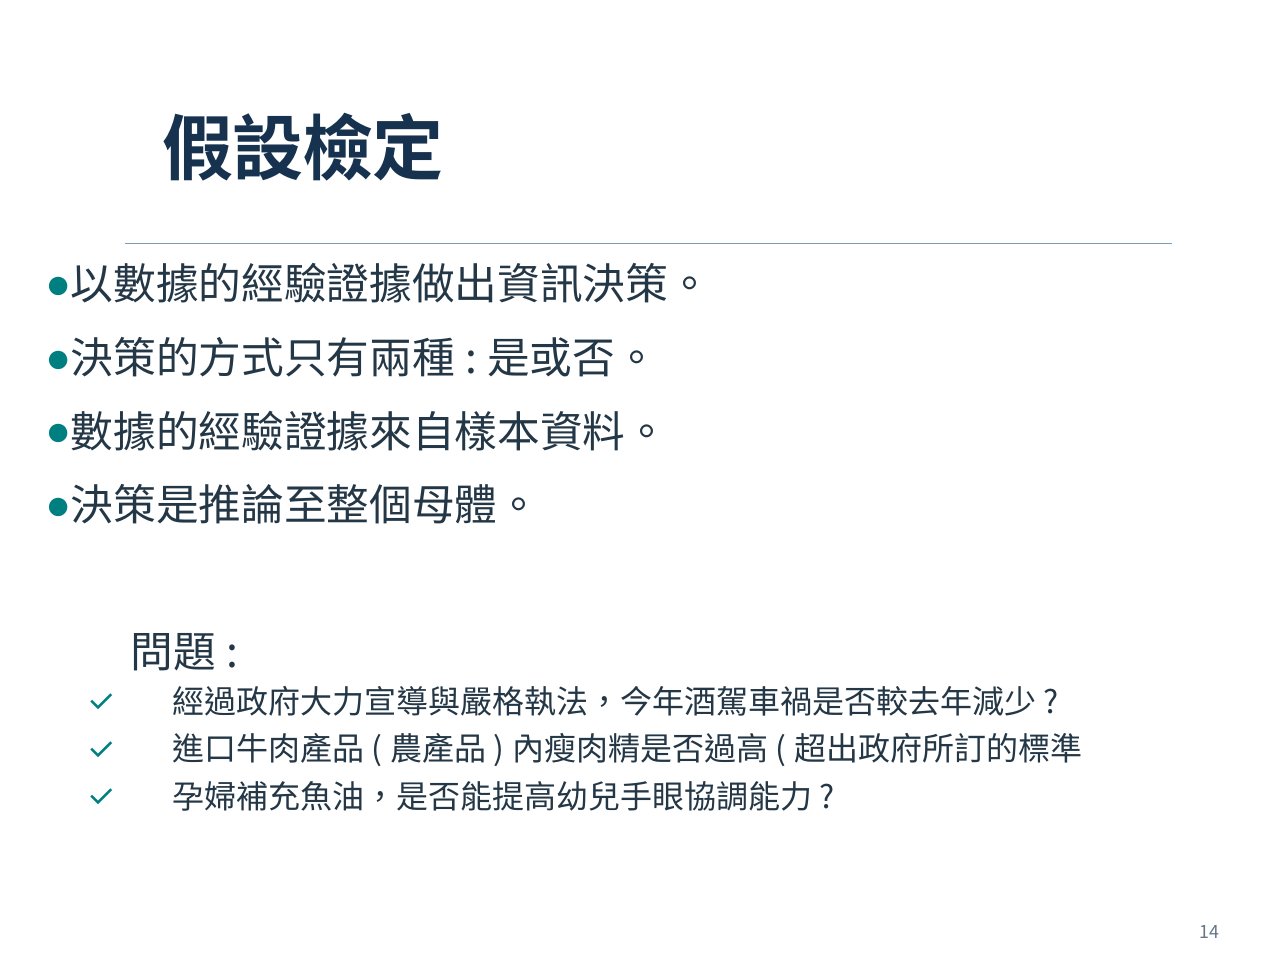 假設檢定
●以數據的經驗證據做出資訊決策。
●決策的方式只有兩種 : 是或否。
●數據的經驗證據來自樣本資料。
●決策是推論至整個母體。
問題 :
✓ 經過政府大力宣導與嚴格執法，今年酒駕車禍是否較去年減少 ?
✓ 進口牛肉產品 ( 農產品 ) 內瘦肉精是否過高 ( 超出政府所訂的標準
✓ 孕婦補充魚油，是否能提高幼兒手眼協調能力 ?
14